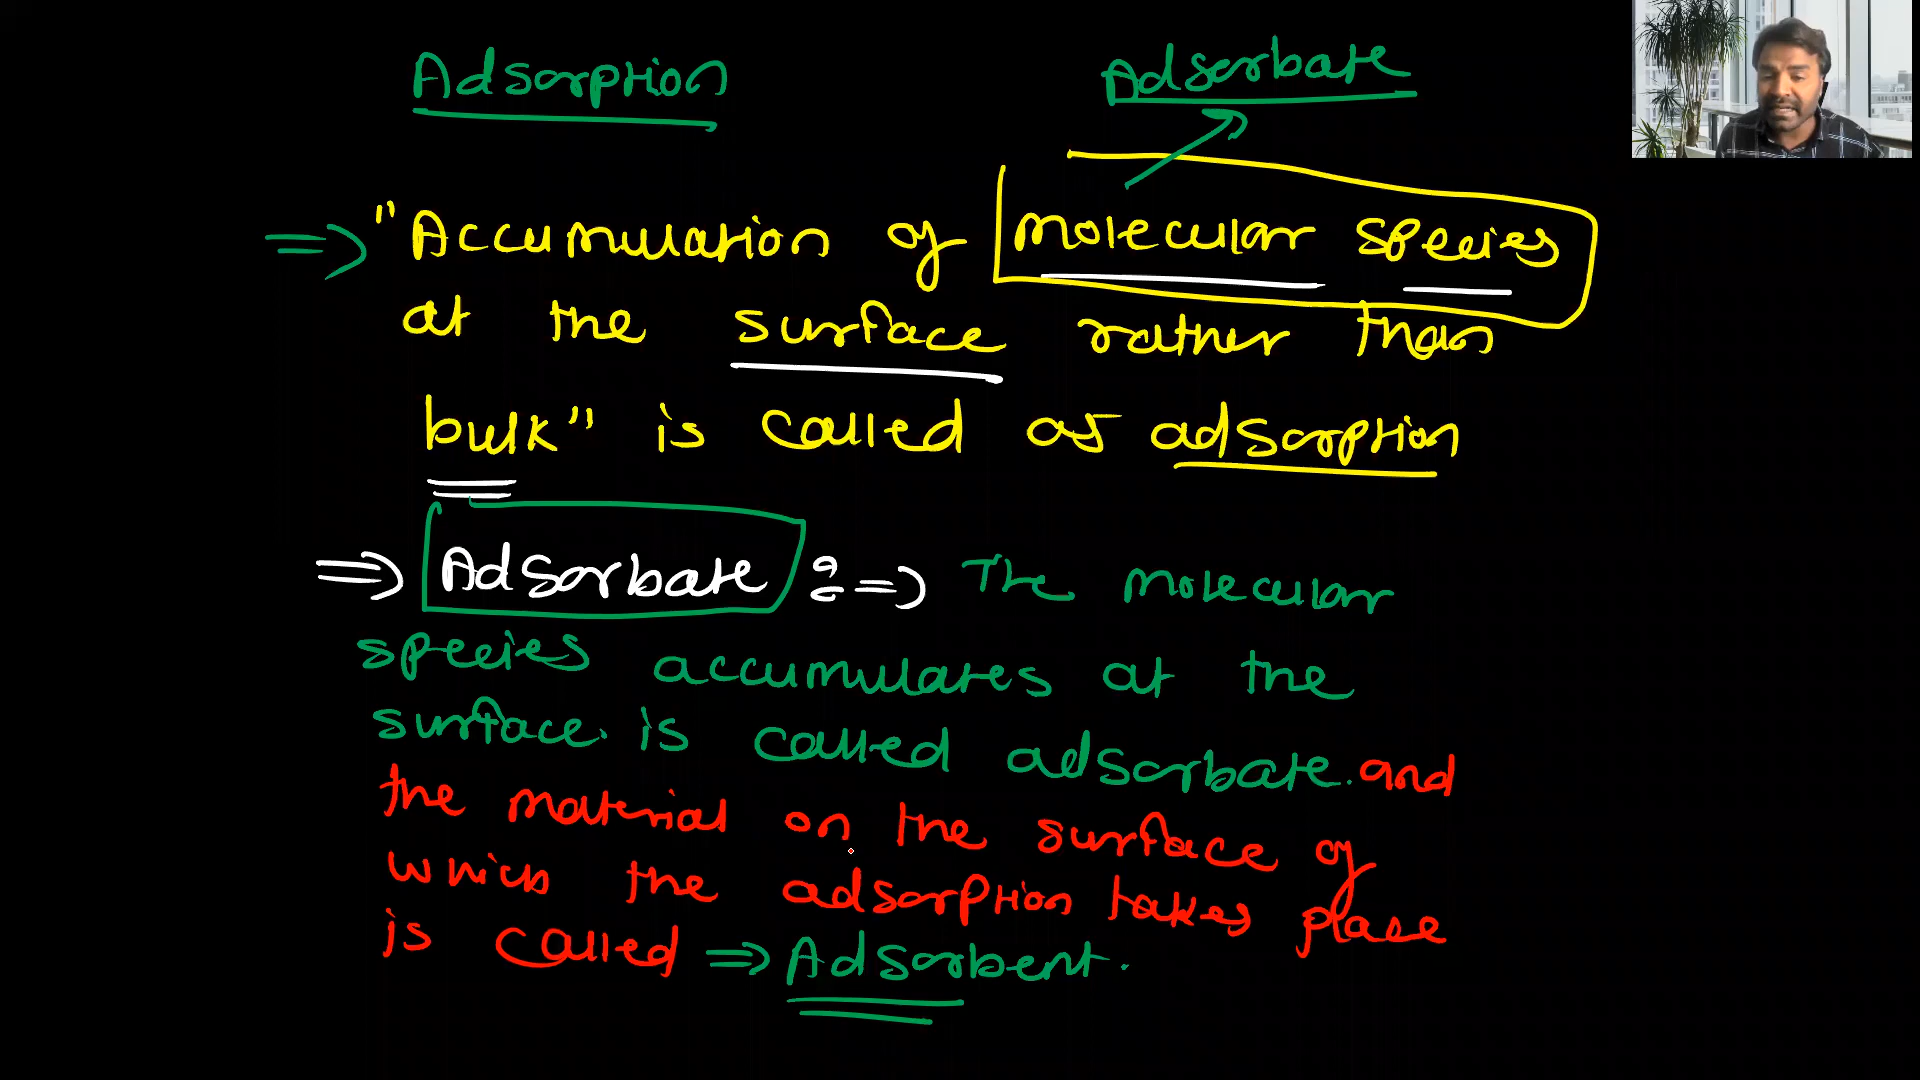 Adsorption
Adsorbate
⇒ "Accumulation of molecular species
at the surface rather than
bulk" is called as adsorption
⇒ Adsorbate : ⇒ The molecular
species accumulates at the
surface. is called adsorbate. and
the material on the surface of
which the adsorption takes place
is called ⇒ Adsorbent.